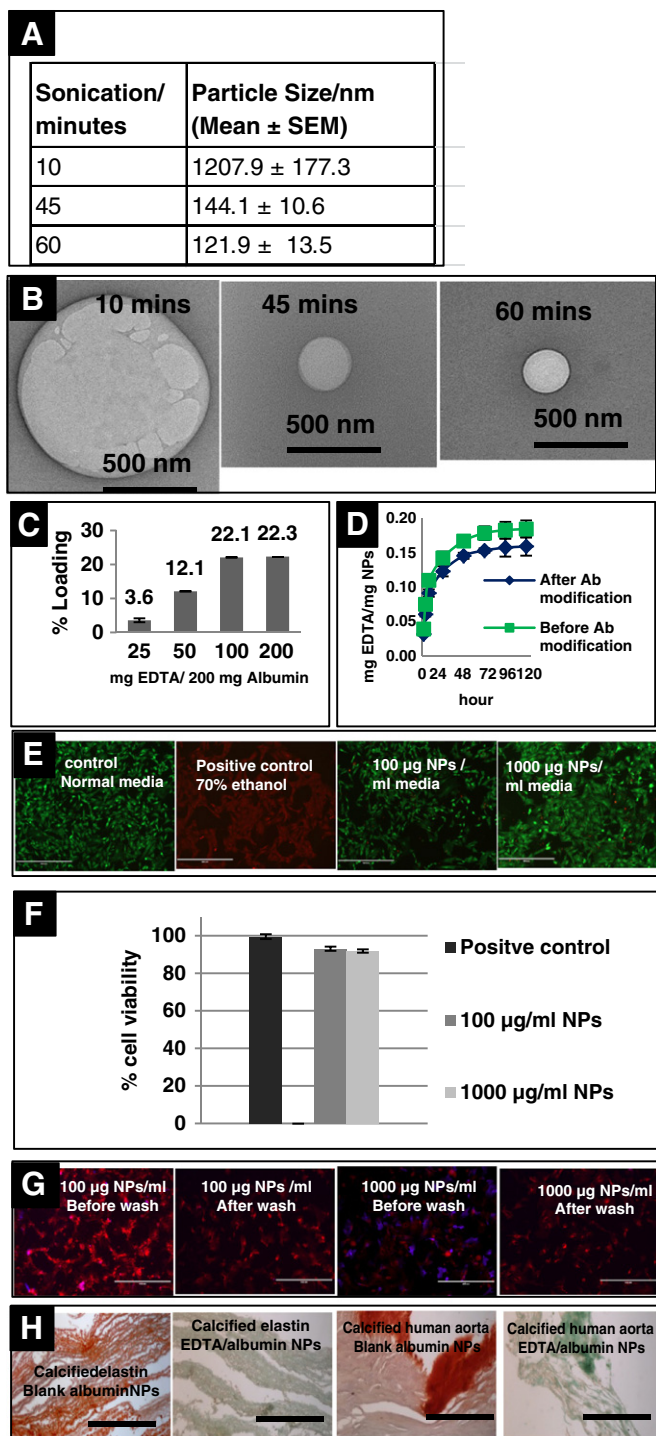 A
Sonication/ minutes
Particle Size/nm (Mean ± SEM)
10 1207.9 ± 177.3
45 144.1 ± 10.6
60 121.9 ± 13.5
B
10 mins
500 nm
45 mins
500 nm
60 mins
500 nm
C
% Loading
30
20
10
0
3.6
12.1
22.1
22.3
25 50 100 200
mg EDTA/ 200 mg Albumin
D
mg EDTA/mg NPs
0.20
0.15
0.10
0.05
0.00
0 24 48 72 96120
hour
After Ab
modification
Before Ab
modification
E
control
Normal media
Positive control
70% ethanol
100 µg NPs /
ml media
1000 µg NPs/
ml media
F
% cell viability
100
80
60
40
20
0
Positve control
100 µg/ml NPs
1000 µg/ml NPs
G
100 µg NPs/ml
Before wash
100 µg NPs /ml
After wash
1000 µg NPs/ml
Before wash
1000 µg NPs/ml
After wash
H
Calcifiedelastin
Blank albuminNPs
Calcified elastin
EDTA/albumin NPs
Calcified human aorta
Blank albumin NPs
Calcified human aorta
EDTA/albumin NPs